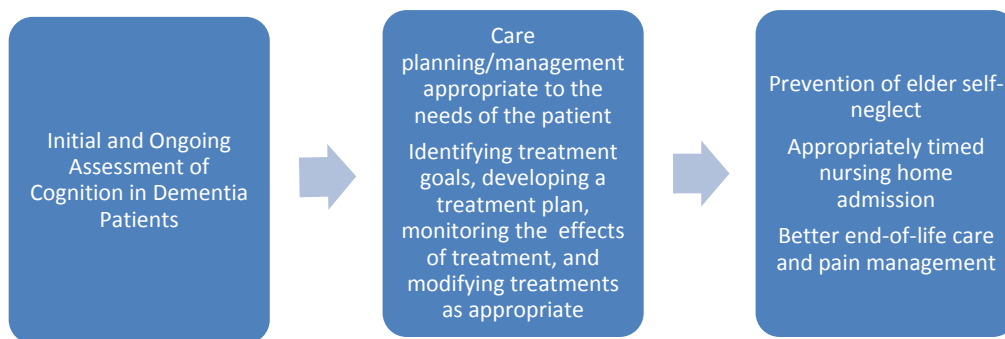 Initial and Ongoing
Assessment of
Cognition in Dementia
Patients
Care
planning/management
appropriate to the
needs of the patient
Identifying treatment
goals, developing a
treatment plan,
monitoring the effects
of treatment, and
modifying treatments
as appropriate
Prevention of elder self-
neglect
Appropriately timed
nursing home
admission
Better end-of-life care
and pain management